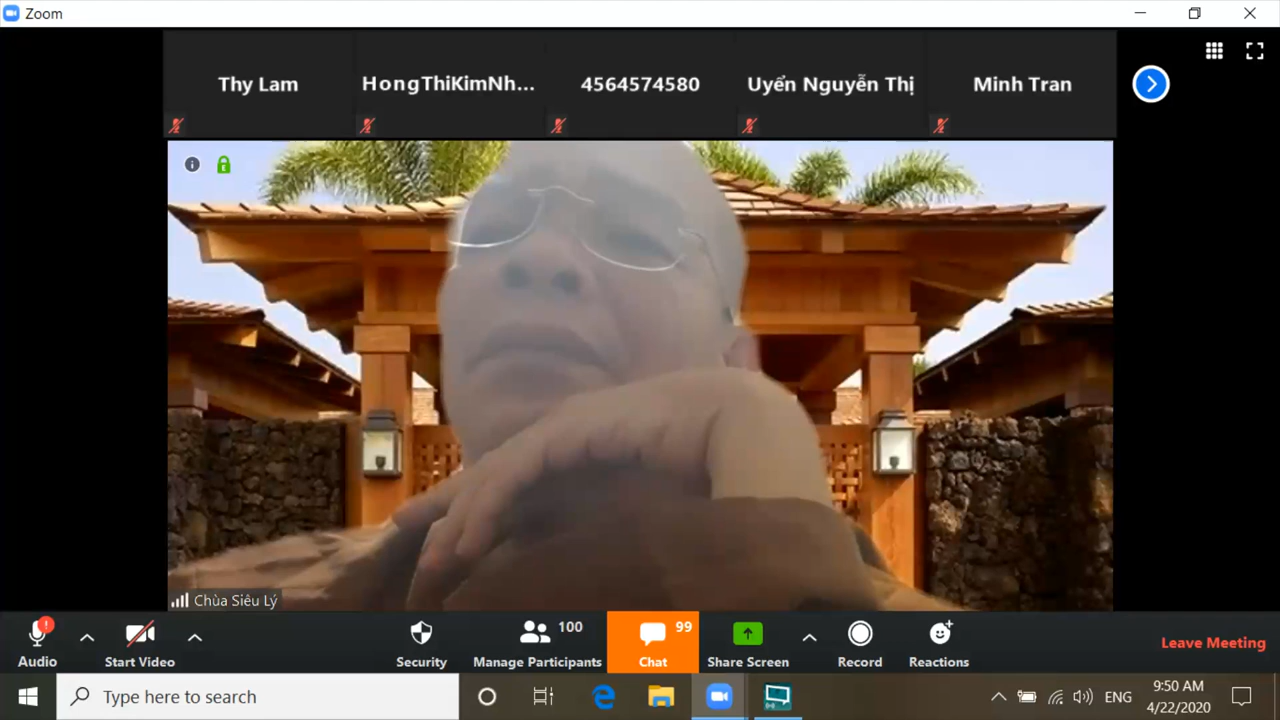 Zoom
Thy Lam
HongThiKimNh...
4564574580
Uyển Nguyễn Thị
Minh Tran
Chùa Siêu Lý
Audio
Start Video
Security
Manage Participants
100
Chat
99
Share Screen
Record
Reactions
Leave Meeting
Type here to search
ENG
9:50 AM
4/22/2020